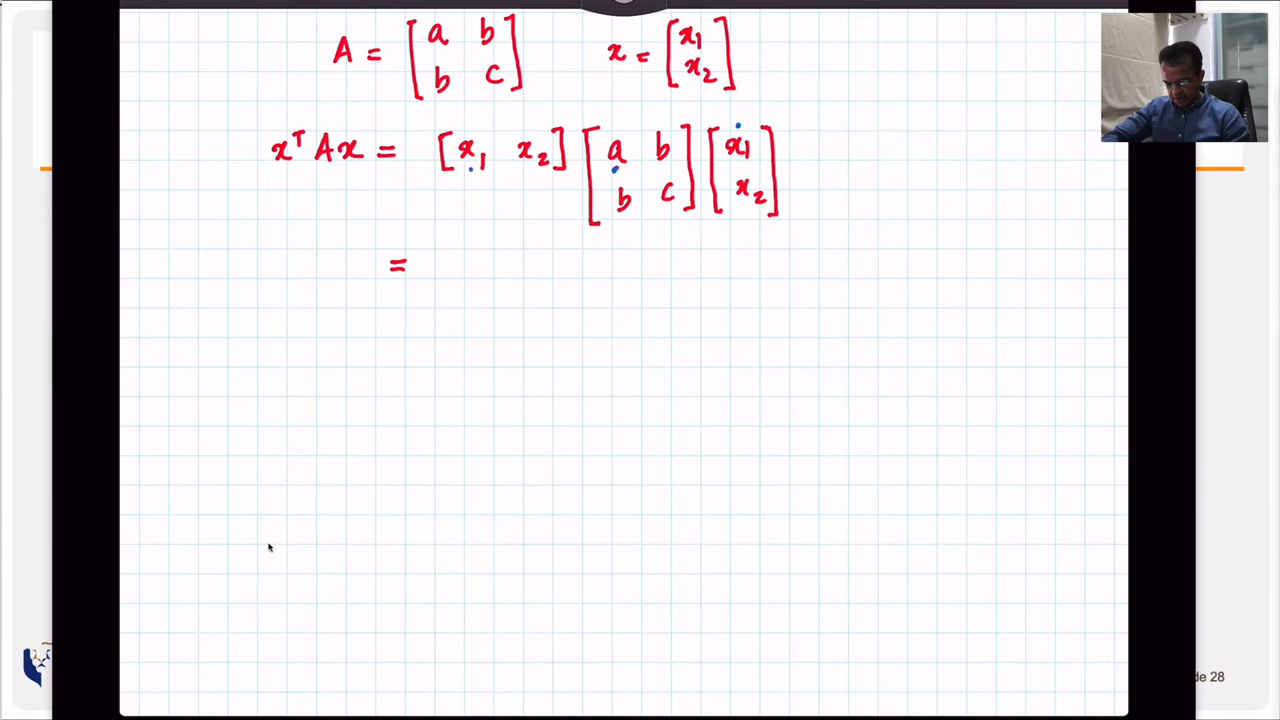 A = [a b; b c] x = [x₁; x₂]
xᵀAx = [x₁ x₂] [a b; b c] [x₁; x₂]
=
de 28